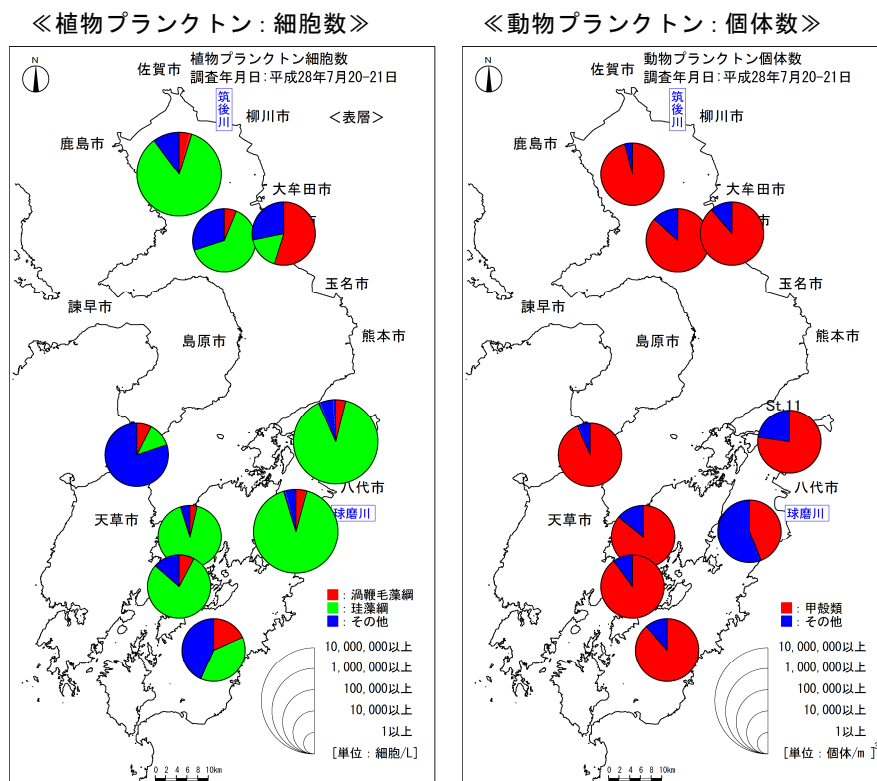 ≪植物プランクトン：細胞数≫
N
植物プランクトン細胞数
調査年月日：平成28年7月20-21日
佐賀市
筑後川
柳川市
＜表層＞
鹿島市
大牟田市
市
玉名市
諫早市
島原市
熊本市
八代市
球磨川
天草市
：渦鞭毛藻綱
：珪藻綱
：その他
10,000,000以上
1,000,000以上
100,000以上
10,000以上
1以上
[単位：細胞/L]
0 2 4 6 8 10km
≪動物プランクトン：個体数≫
N
動物プランクトン個体数
調査年月日：平成28年7月20-21日
佐賀市
筑後川
柳川市
鹿島市
大牟田市
市
玉名市
諫早市
島原市
熊本市
St.11
八代市
球磨川
天草市
：甲殻類
：その他
10,000,000以上
1,000,000以上
100,000以上
10,000以上
1以上
[単位：個体/m3]
0 2 4 6 8 10km